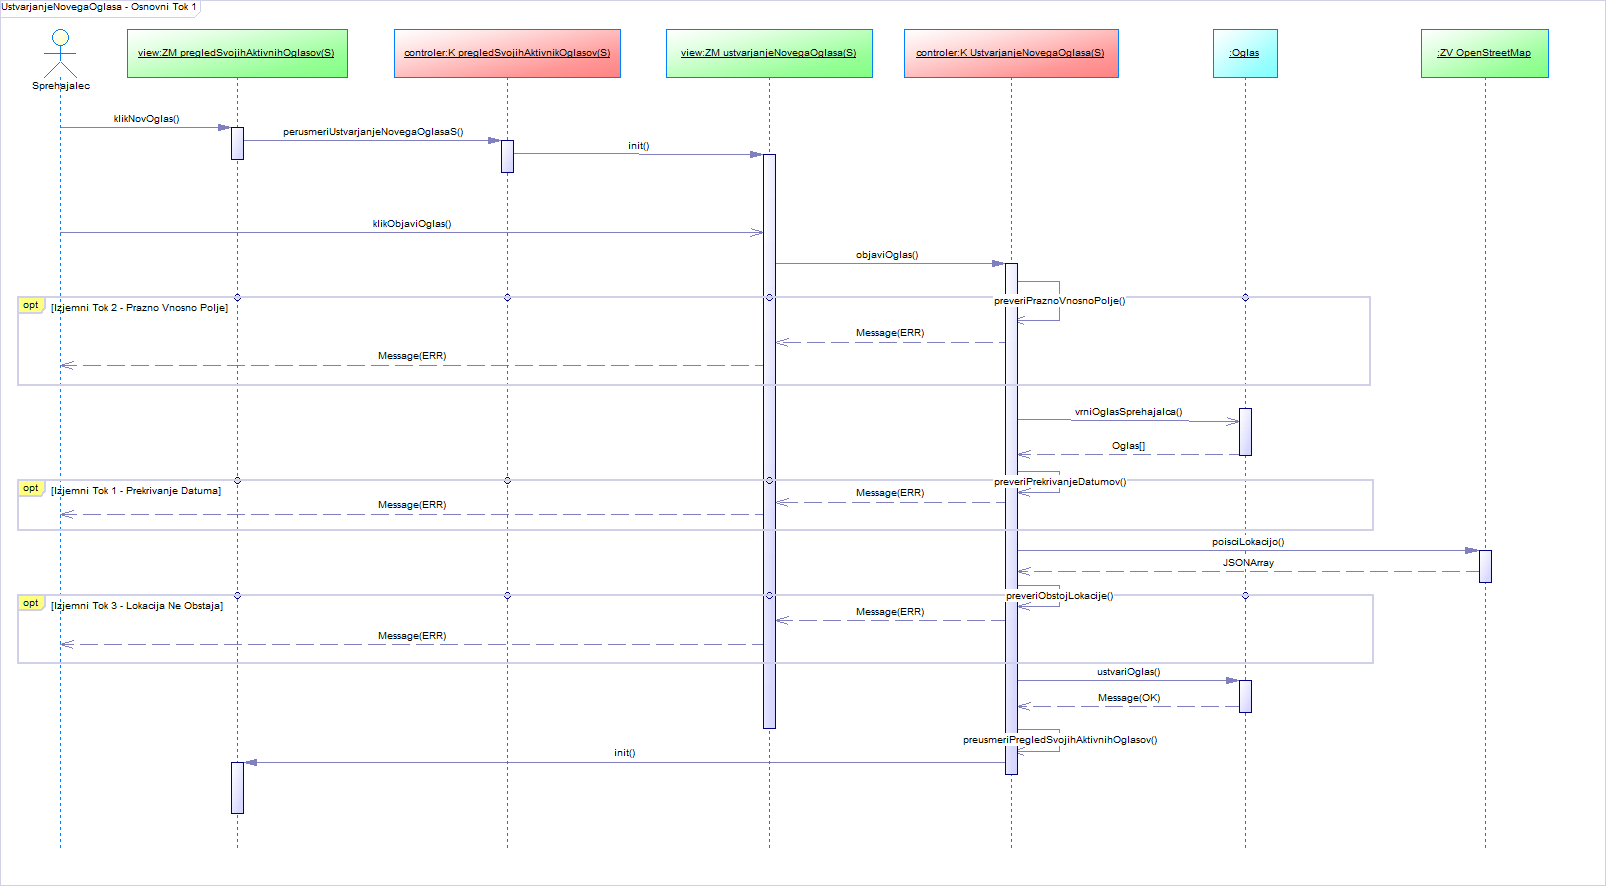 UstvarjanjeNovegaOglasa - Osnovni Tok 1
view:ZM pregledSvojihAktivnihOglasov(S)
controler:K pregledSvojihAktivnikOglasov(S)
view:ZM ustvarjanjeNovegaOglasa(S)
controler:K UstvarjanjeNovegaOglasa(S)
:Oglas
:ZV OpenStreetMap
Sprehajalec
klikNovOglas()
perusmeriUstvarjanjeNovegaOglasaS()
init()
klikObjaviOglas()
objaviOglas()
opt
[Izjemni Tok 2 - Prazno Vnosno Polje]
preveriPraznoVnosnoPolje()
Message(ERR)
Message(ERR)
vrniOglasSprehajalca()
Oglas[]
opt
[Izjemni Tok 1 - Prekrivanje Datuma]
preveriPrekrivanjeDatumov()
Message(ERR)
Message(ERR)
poisciLokacijo()
JSONArray
opt
[Izjemni Tok 3 - Lokacija Ne Obstaja]
preveriObstojLokacije()
Message(ERR)
Message(ERR)
ustvariOglas()
Message(OK)
preusmeriPregledSvojihAktivnihOglasov()
init()